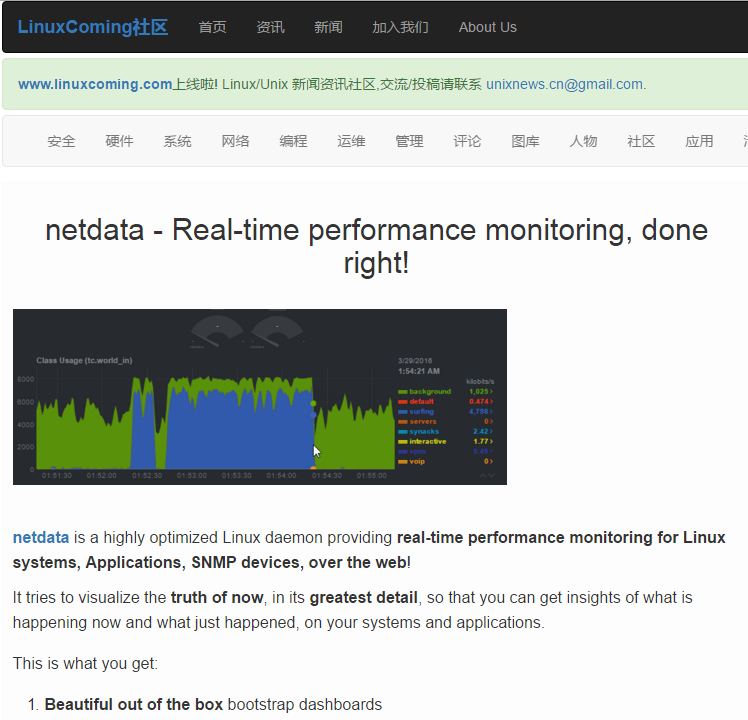 LinuxComing社区 首页 资讯 新闻 加入我们 About Us
www.linuxcoming.com上线啦! Linux/Unix 新闻资讯社区,交流/投稿请联系 unixnews.cn@gmail.com.
安全 硬件 系统 网络 编程 运维 管理 评论 图库 人物 社区 应用
netdata - Real-time performance monitoring, done
right!
Class Usage (tc.world_in)
3/29/2016
1:54:21 AM
kilobits/s
background 1,025
default 0.474
surfing 4,798
servers 0
synacks 2.42
interactive 1.77
voip 0
8000
6000
4000
2000
0
01:51:30 01:52:00 01:52:30 01:53:00 01:53:30 01:54:00 01:54:30 01:55:00
netdata is a highly optimized Linux daemon providing real-time performance monitoring for Linux
systems, Applications, SNMP devices, over the web!
It tries to visualize the truth of now, in its greatest detail, so that you can get insights of what is
happening now and what just happened, on your systems and applications.
This is what you get:
1. Beautiful out of the box bootstrap dashboards